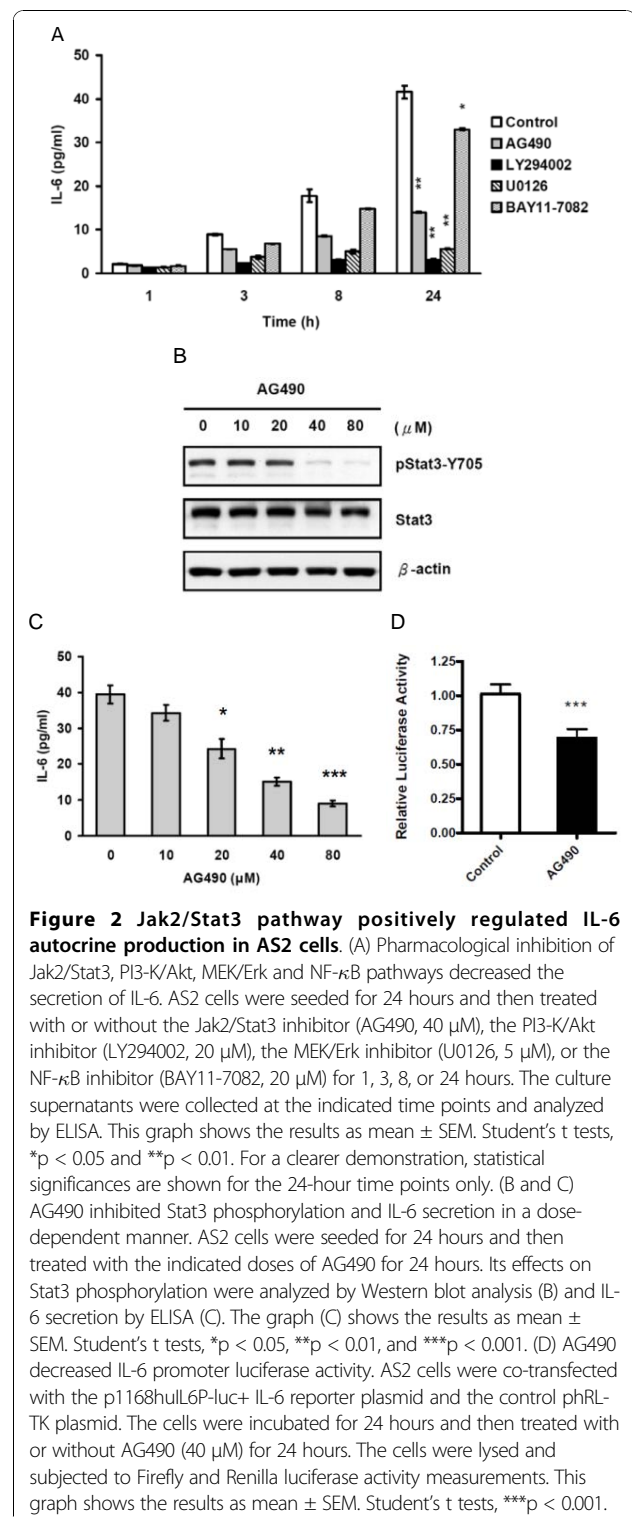 A
50
40
30
20
10
0
IL-6 (pg/ml)
** ** ** *
Control
AG490
LY294002
U0126
BAY11-7082
1 3 8 24
Time (h)
B
AG490
0 10 20 40 80 (μM)
pStat3-Y705
Stat3
β-actin
C
50
40
30
20
10
0
IL-6 (pg/ml)
* ** ***
0 10 20 40 80
AG490 (μM)
D
1.25
1.00
0.75
0.50
0.25
0.00
Relative Luciferase Activity
***
Control AG490
Figure 2 Jak2/Stat3 pathway positively regulated IL-6
autocrine production in AS2 cells. (A) Pharmacological inhibition of
Jak2/Stat3, PI3-K/Akt, MEK/Erk and NF-κB pathways decreased the
secretion of IL-6. AS2 cells were seeded for 24 hours and then treated
with or without the Jak2/Stat3 inhibitor (AG490, 40 μM), the PI3-K/Akt
inhibitor (LY294002, 20 μM), the MEK/Erk inhibitor (U0126, 5 μM), or the
NF-κB inhibitor (BAY11-7082, 20 μM) for 1, 3, 8, or 24 hours. The culture
supernatants were collected at the indicated time points and analyzed
by ELISA. This graph shows the results as mean ± SEM. Student's t tests,
*p < 0.05 and **p < 0.01. For a clearer demonstration, statistical
significances are shown for the 24-hour time points only. (B and C)
AG490 inhibited Stat3 phosphorylation and IL-6 secretion in a dose-
dependent manner. AS2 cells were seeded for 24 hours and then
treated with the indicated doses of AG490 for 24 hours. Its effects on
Stat3 phosphorylation were analyzed by Western blot analysis (B) and IL-
6 secretion by ELISA (C). The graph (C) shows the results as mean ±
SEM. Student's t tests, *p < 0.05, **p < 0.01, and ***p < 0.001. (D) AG490
decreased IL-6 promoter luciferase activity. AS2 cells were co-transfected
with the p1168huIL6P-luc+ IL-6 reporter plasmid and the control phRL-
TK plasmid. The cells were incubated for 24 hours and then treated with
or without AG490 (40 μM) for 24 hours. The cells were lysed and
subjected to Firefly and Renilla luciferase activity measurements. This
graph shows the results as mean ± SEM. Student's t tests, ***p < 0.001.